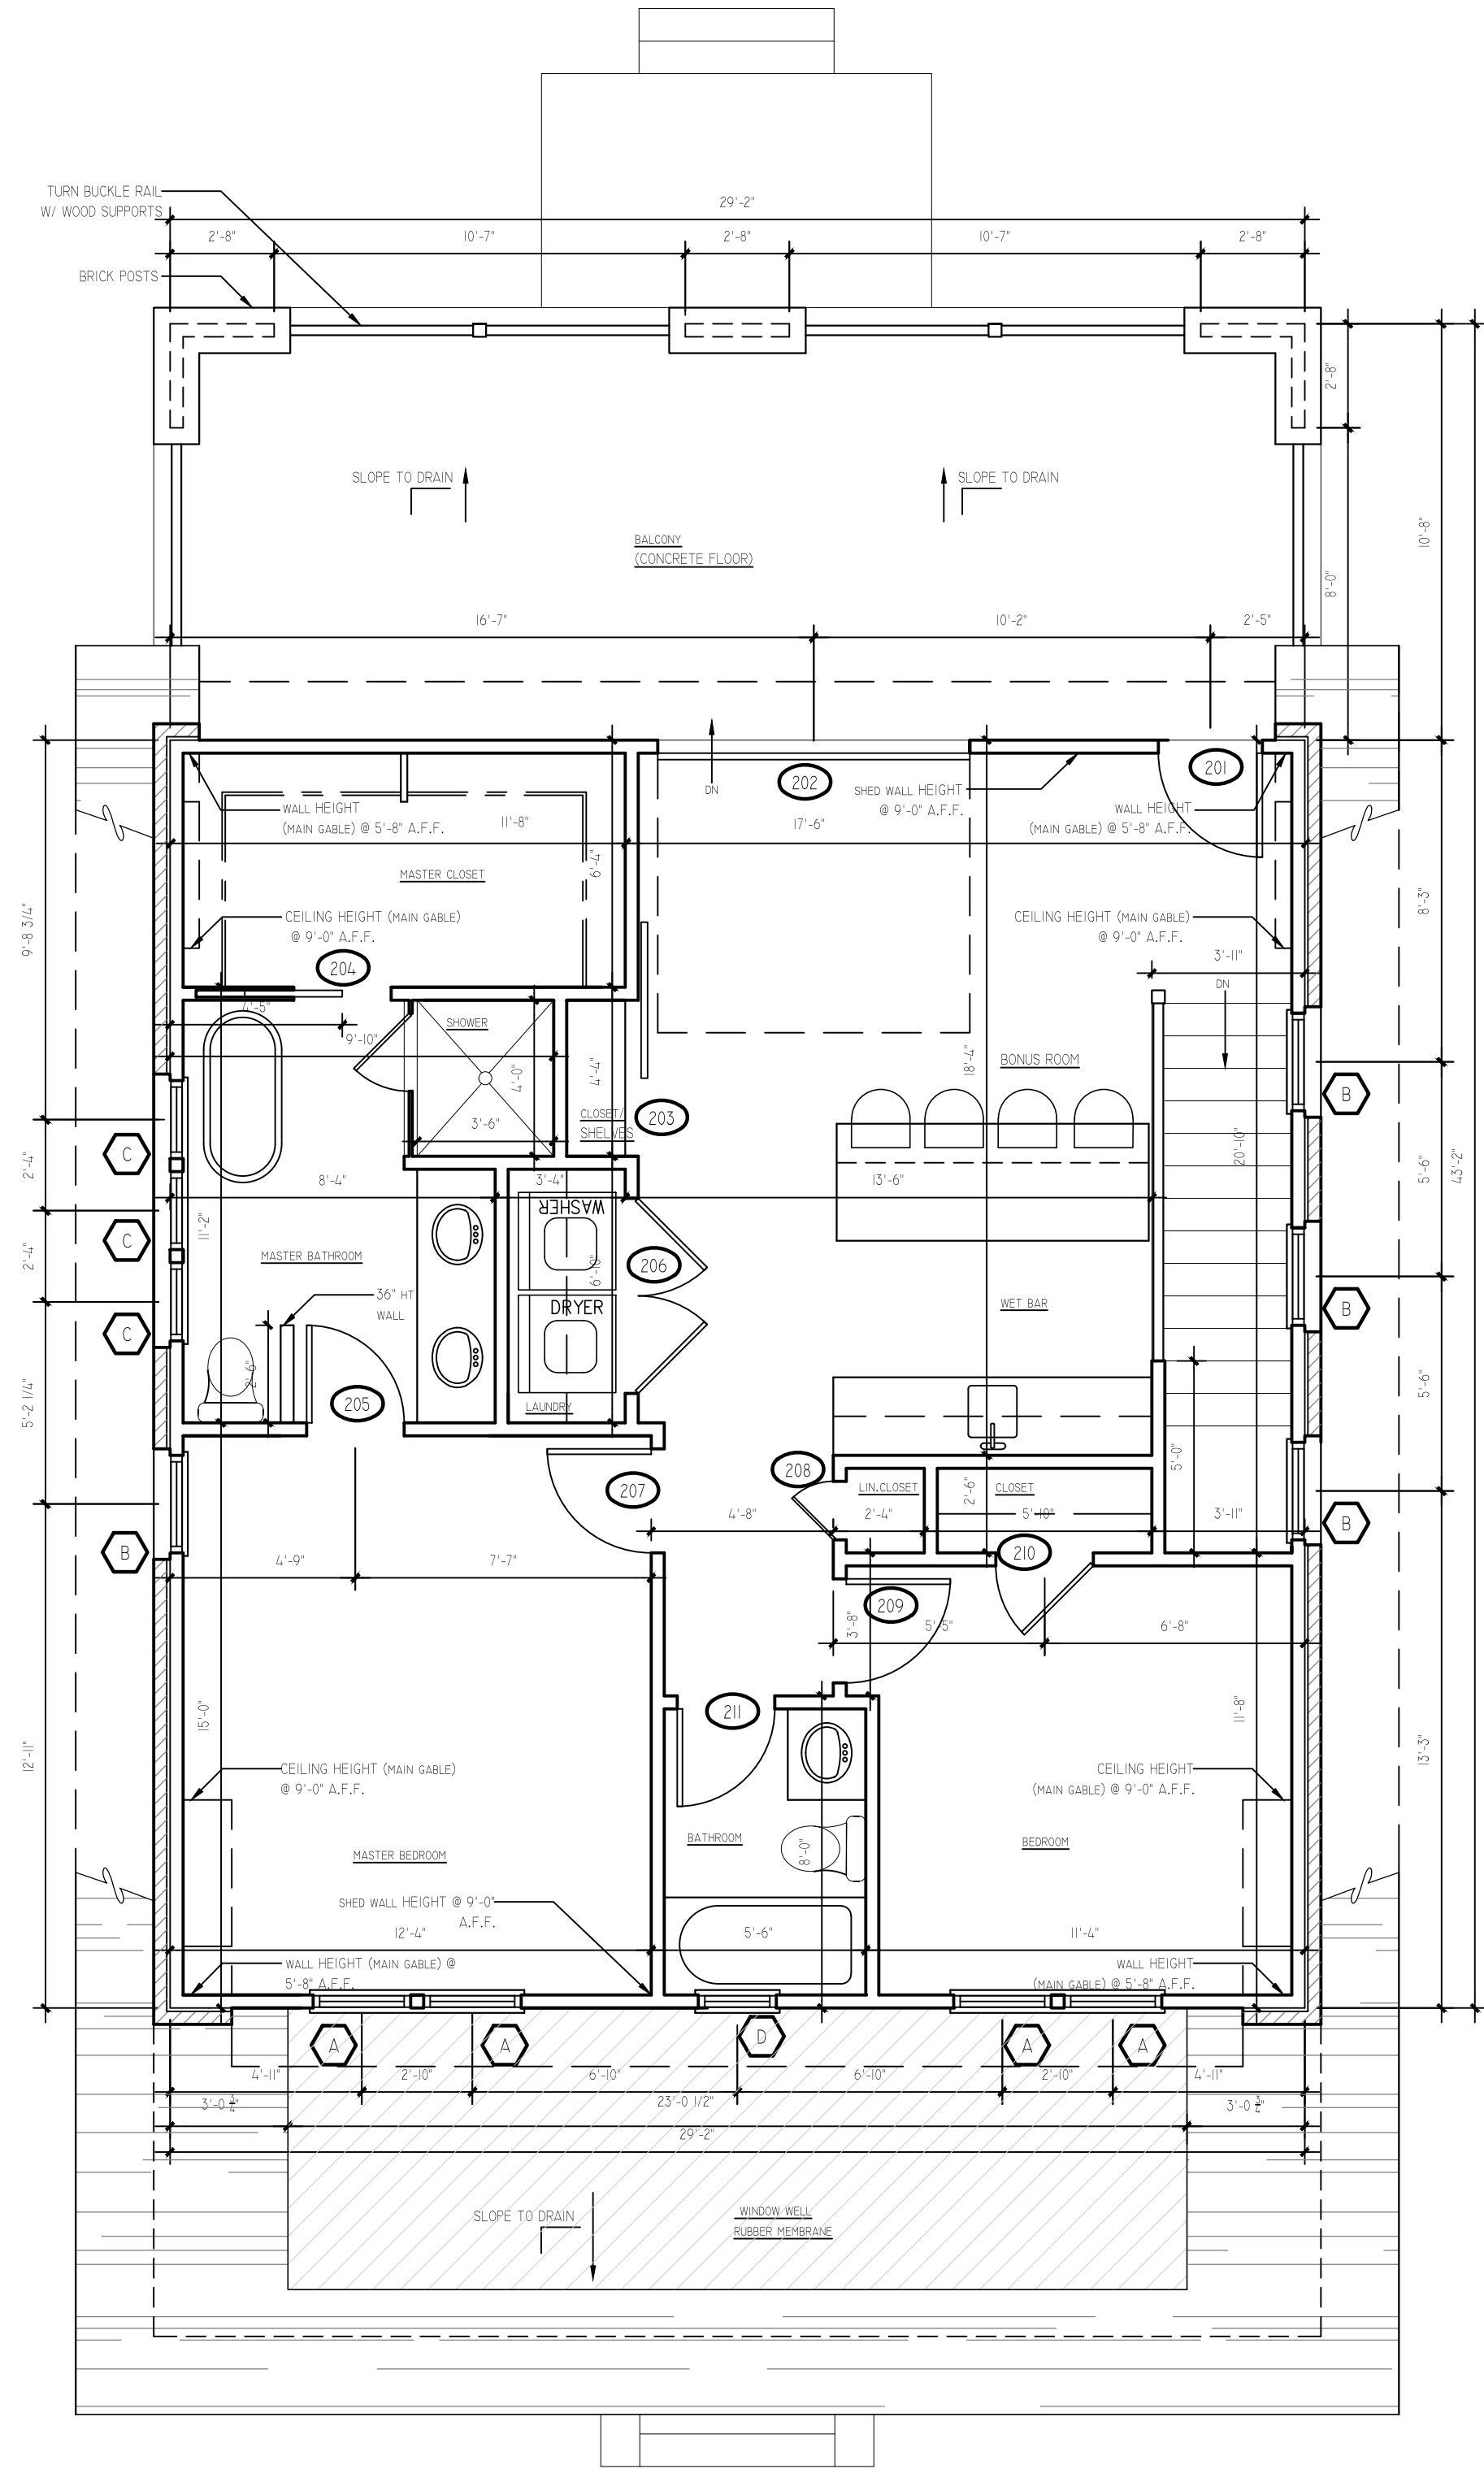 29'-2"
TURN BUCKLE RAIL
W/ WOOD SUPPORTS
2'-8"
10'-7"
2'-8"
10'-7"
2'-8"
BRICK POSTS
2'-8"
SLOPE TO DRAIN
SLOPE TO DRAIN
10'-8"
BALCONY
(CONCRETE FLOOR)
8'-0"
16'-7"
10'-2"
2'-5"
201
202
DN
SHED WALL HEIGHT
@ 9'-0" A.F.F.
WALL HEIGHT
(MAIN GABLE) @ 5'-8" A.F.F.
WALL HEIGHT
(MAIN GABLE) @ 5'-8" A.F.F.
11'-8"
17'-6"
6'-4"
MASTER CLOSET
9'-8 3/4"
8'-3"
CEILING HEIGHT (MAIN GABLE)
@ 9'-0" A.F.F.
CEILING HEIGHT (MAIN GABLE)
@ 9'-0" A.F.F.
3'-11"
204
DN
4'-5"
SHOWER
9'-10"
4'-0"
4'-4"
18'-4"
BONUS ROOM
B
3'-6"
CLOSET/
SHELVES
203
20'-10"
C
2'-4"
5'-6"
43'-2"
8'-4"
3'-4"
13'-6"
WASHER
11'-2"
C
2'-4"
MASTER BATHROOM
206
6'-10"
36" HT
WALL
DRYER
WET BAR
B
C
2'-6"
5'-2 1/4"
5'-6"
205
LAUNDRY
5'-0"
208
207
LIN.CLOSET
CLOSET
2'-6"
4'-8"
2'-4"
5'-10"
3'-11"
B
B
4'-9"
7'-7"
210
209
3'-8"
5'-5"
6'-8"
15'-0"
211
11'-8"
12'-11"
13'-3"
CEILING HEIGHT (MAIN GABLE)
@ 9'-0" A.F.F.
CEILING HEIGHT
(MAIN GABLE) @ 9'-0" A.F.F.
BATHROOM
8'-0"
BEDROOM
MASTER BEDROOM
SHED WALL HEIGHT @ 9'-0"
A.F.F.
12'-4"
5'-6"
11'-4"
WALL HEIGHT (MAIN GABLE) @
5'-8" A.F.F.
WALL HEIGHT
(MAIN GABLE) @ 5'-8" A.F.F.
A
A
D
A
A
4'-11"
2'-10"
6'-10"
6'-10"
2'-10"
4'-11"
3'-0 3/4"
23'-0 1/2"
3'-0 3/4"
29'-2"
SLOPE TO DRAIN
WINDOW WELL
RUBBER MEMBRANE